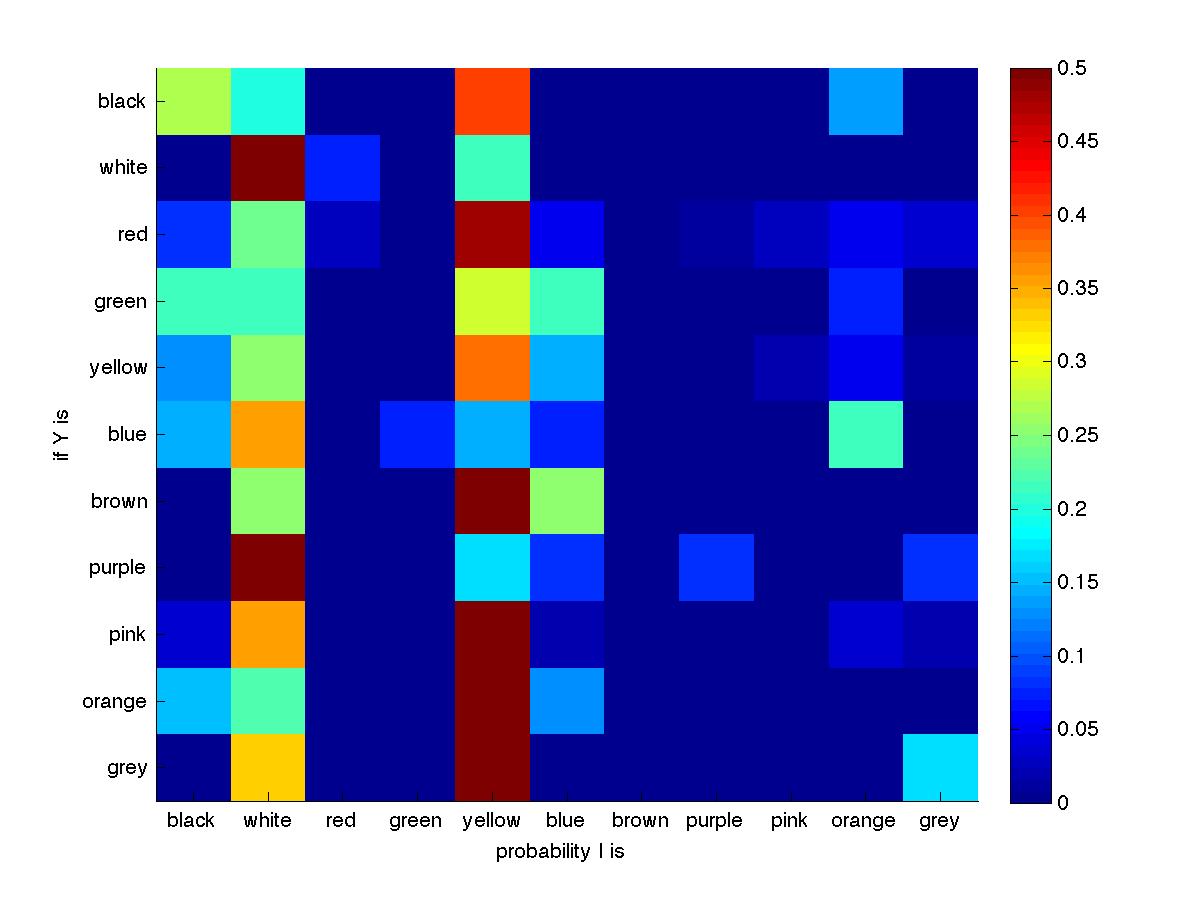 black
white
red
green
yellow
blue
brown
purple
pink
orange
grey
if Y is
black white red green yellow blue brown purple pink orange grey
probability I is
0.5
0.45
0.4
0.35
0.3
0.25
0.2
0.15
0.1
0.05
0